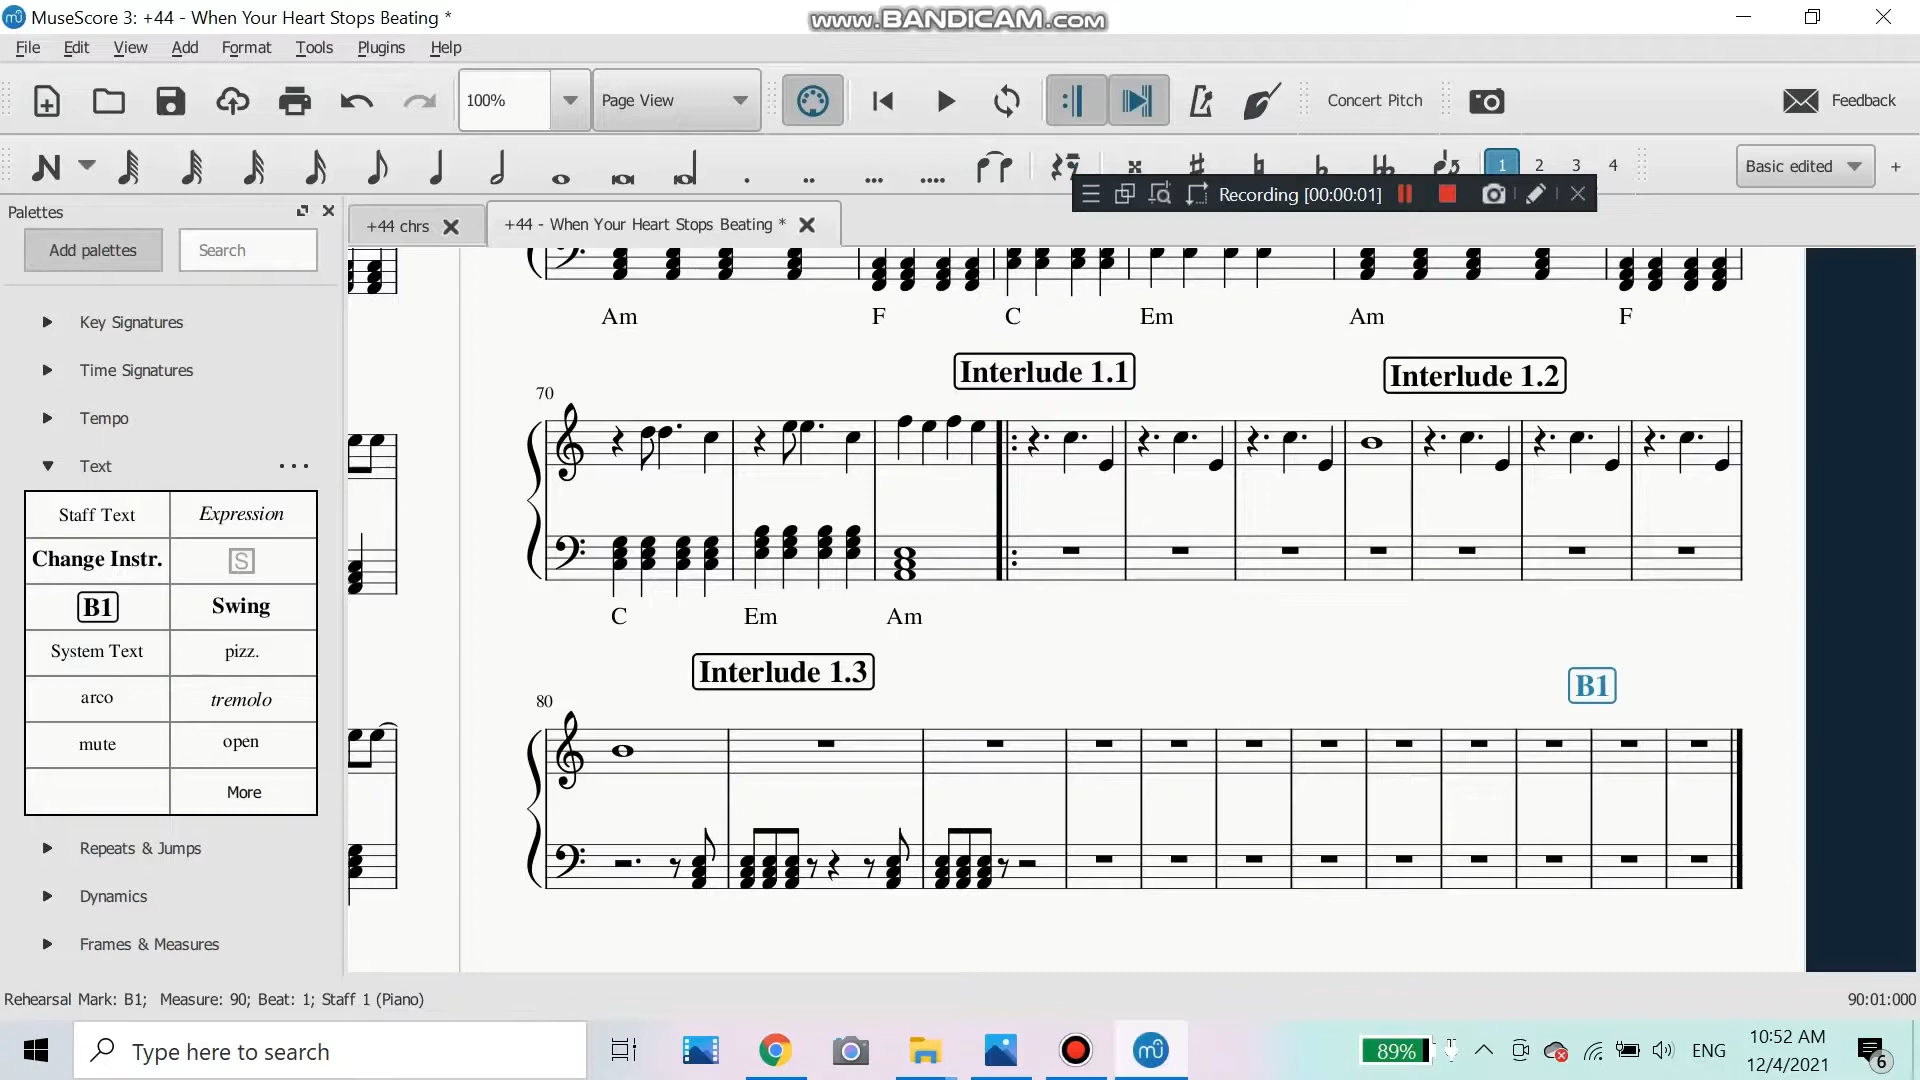 MuseScore 3: +44 - When Your Heart Stops Beating *
www.BANDICAM.com
File Edit View Add Format Tools Plugins Help
100% Page View Concert Pitch Feedback
1 2 3 4 Basic edited +
Recording [00:00:01]
Palettes
+44 chrs
+44 - When Your Heart Stops Beating *
Add palettes
Search
Key Signatures
Time Signatures
Tempo
Text
Staff Text
Expression
Change Instr.
S
B1
Swing
System Text
pizz.
arco
tremolo
mute
open
More
Repeats & Jumps
Dynamics
Frames & Measures
Am F C Em Am F
Interlude 1.1
Interlude 1.2
70
C Em Am
Interlude 1.3
B1
80
Rehearsal Mark: B1; Measure: 90; Beat: 1; Staff 1 (Piano)
90:01:000
Type here to search
89%
ENG
10:52 AM
12/4/2021
6